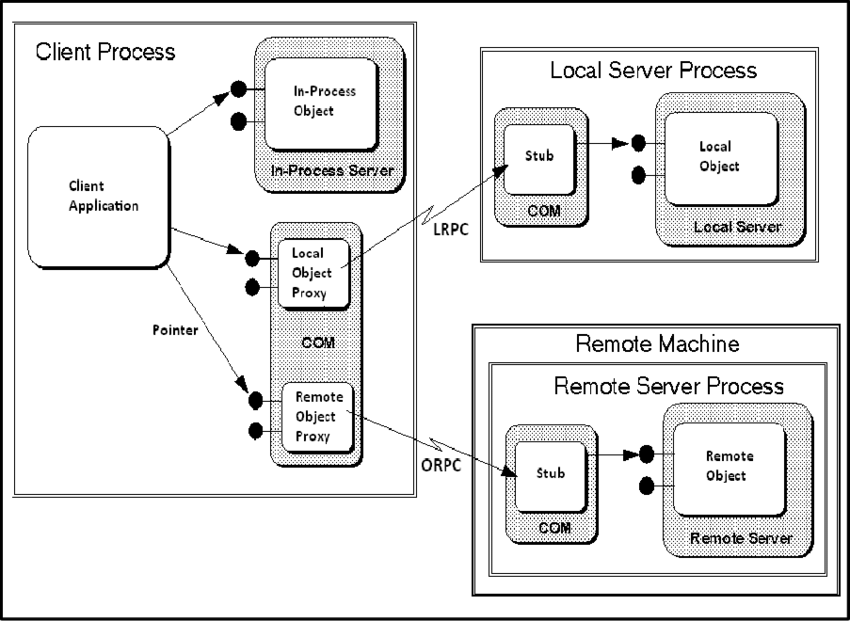 Client Process
In-Process
Object
In-Process Server
Client
Application
Local
Object
Proxy
COM
Pointer
Remote
Object
Proxy
LRPC
ORPC
Local Server Process
Stub
COM
Local
Object
Local Server
Remote Machine
Remote Server Process
Stub
COM
Remote
Object
Remote Server